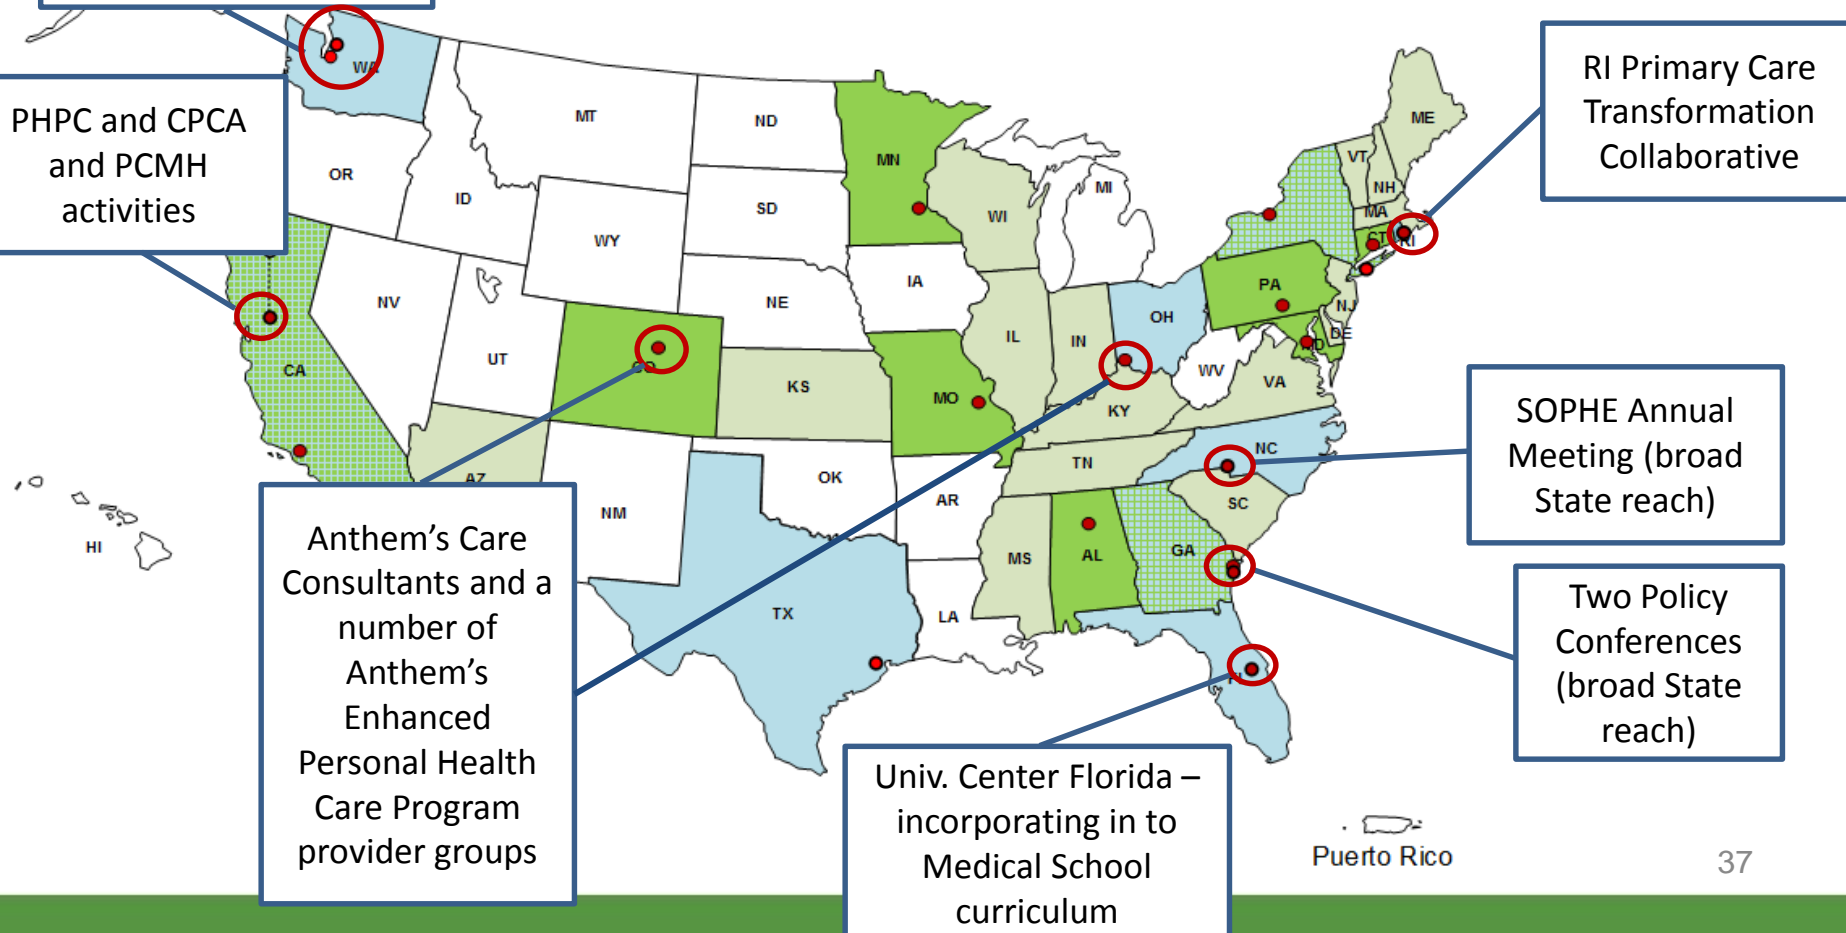 WA
PHPC and CPCA
and PCMH
activities
RI Primary Care
Transformation
Collaborative
MT
ND
MN
ME
VT
NH
OR
ID
SD
WI
MI
MA
CT
RI
WY
IA
PA
NJ
NV
NE
OH
DE
MD
IL
IN
UT
CA
CO
KS
MO
WV
VA
KY
SOPHE Annual
Meeting (broad
State reach)
NC
TN
AZ
OK
NM
AR
SC
HI
Anthem’s Care
Consultants and a
number of
Anthem’s
Enhanced
Personal Health
Care Program
provider groups
MS
AL
GA
TX
LA
Two Policy
Conferences
(broad State
reach)
FL
Univ. Center Florida –
incorporating in to
Medical School
curriculum
Puerto Rico
37